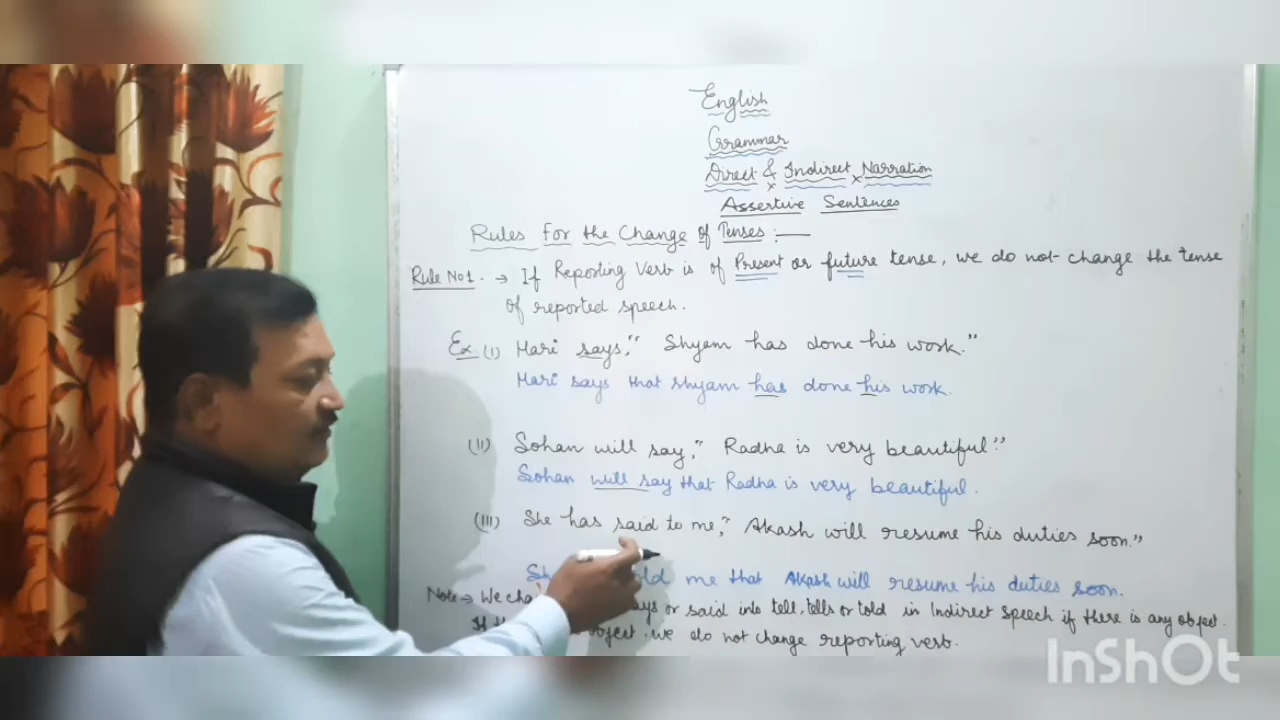 English
Grammar
Direct & Indirect Narration
Assertive Sentences
Rules For the Change of Tenses :—
Rule No 1. → If Reporting Verb is of Present or future tense, we do not change the tense
of reported speech.
Ex (I) Hari says," Shyam has done his work."
Hari says that Shyam has done his work.
(II) Sohan will say," Radha is very beautiful."
Sohan will say that Radha is very beautiful.
(III) She has said to me," Akash will resume his duties soon."
me that Akash will resume his duties soon.
Note → We or said into tell, tells or told in Indirect Speech if there is any object.
If object. we do not change reporting verb.
InShOt